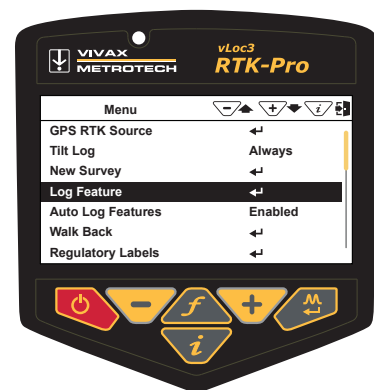 VIVAX
METROTECH
vLoc3
RTK-Pro
Menu - + i
GPS RTK Source
Tilt Log Always
New Survey
Log Feature
Auto Log Features Enabled
Walk Back
Regulatory Labels
- f +
i